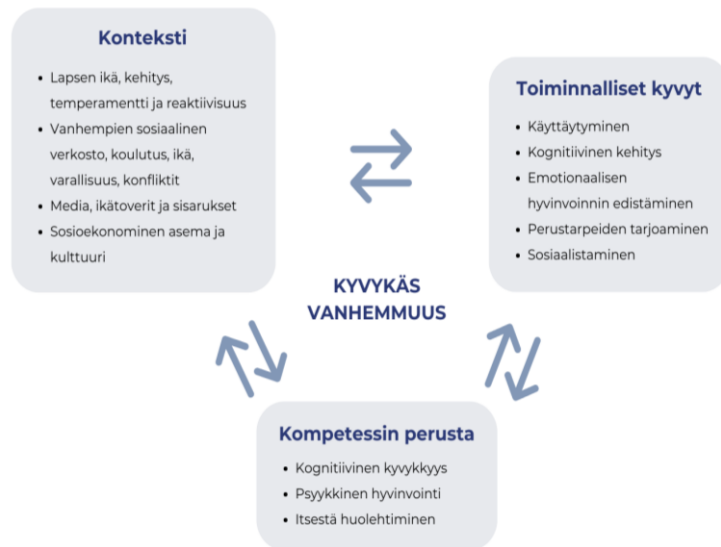 Konteksti
• Lapsen ikä, kehitys,
temperamentti ja reaktiivisuus
• Vanhempien sosiaalinen
verkosto, koulutus, ikä,
varallisuus, konfliktit
• Media, ikätoverit ja sisarukset
• Sosioekonominen asema ja
kulttuuri
Toiminnalliset kyvyt
• Käyttäytyminen
• Kognitiivinen kehitys
• Emotionaalisen
hyvinvoinnin edistäminen
• Perustarpeiden tarjoaminen
• Sosiaalistaminen
KYVYKÄS
VANHEMMUUS
Kompetessin perusta
• Kognitiivinen kyvykkyys
• Psyykkinen hyvinvointi
• Itsestä huolehtiminen